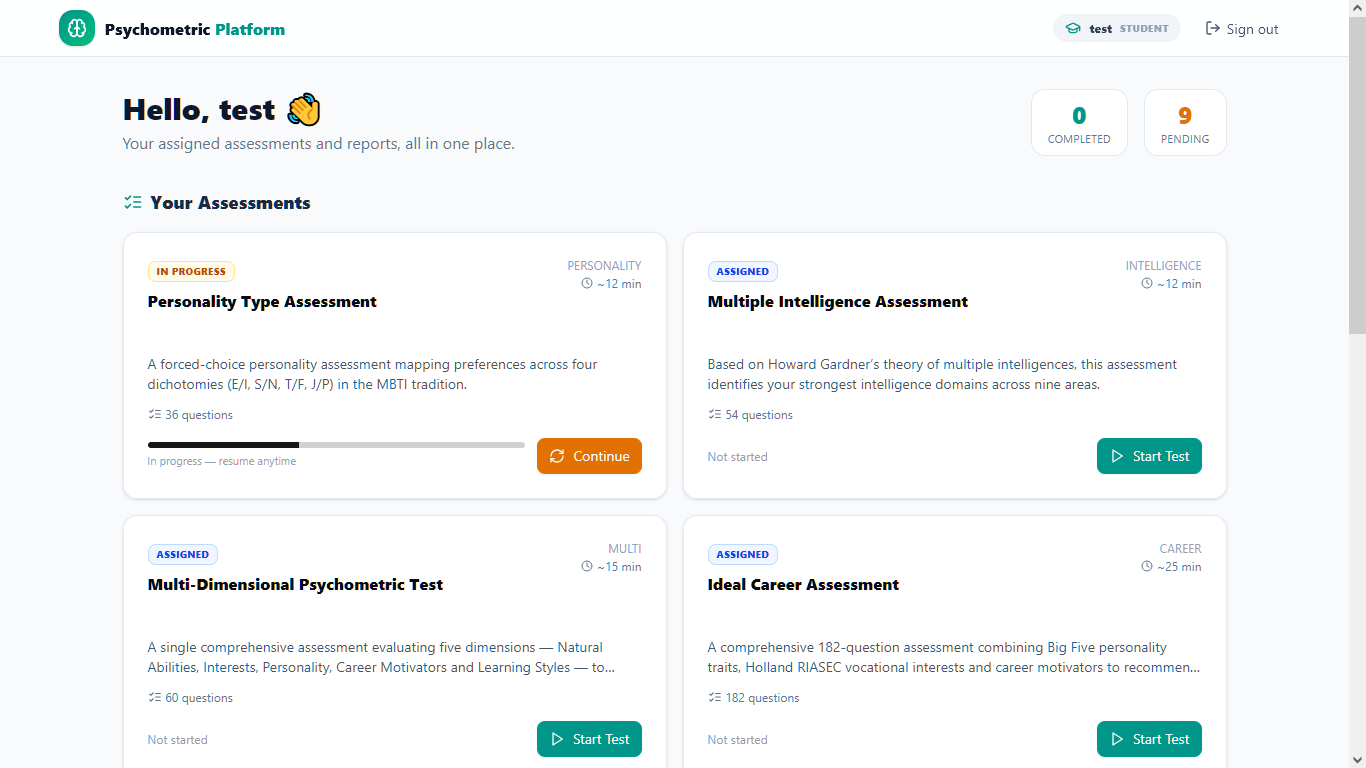 Psychometric Platform
test STUDENT
Sign out
Hello, test 👋
Your assigned assessments and reports, all in one place.
0
COMPLETED
9
PENDING
Your Assessments
IN PROGRESS
PERSONALITY
~12 min
Personality Type Assessment
A forced-choice personality assessment mapping preferences across four
dichotomies (E/I, S/N, T/F, J/P) in the MBTI tradition.
36 questions
In progress — resume anytime
Continue
ASSIGNED
INTELLIGENCE
~12 min
Multiple Intelligence Assessment
Based on Howard Gardner’s theory of multiple intelligences, this assessment
identifies your strongest intelligence domains across nine areas.
54 questions
Not started
Start Test
ASSIGNED
MULTI
~15 min
Multi-Dimensional Psychometric Test
A single comprehensive assessment evaluating five dimensions — Natural
Abilities, Interests, Personality, Career Motivators and Learning Styles — to...
60 questions
Not started
Start Test
ASSIGNED
CAREER
~25 min
Ideal Career Assessment
A comprehensive 182-question assessment combining Big Five personality
traits, Holland RIASEC vocational interests and career motivators to recommen...
182 questions
Not started
Start Test